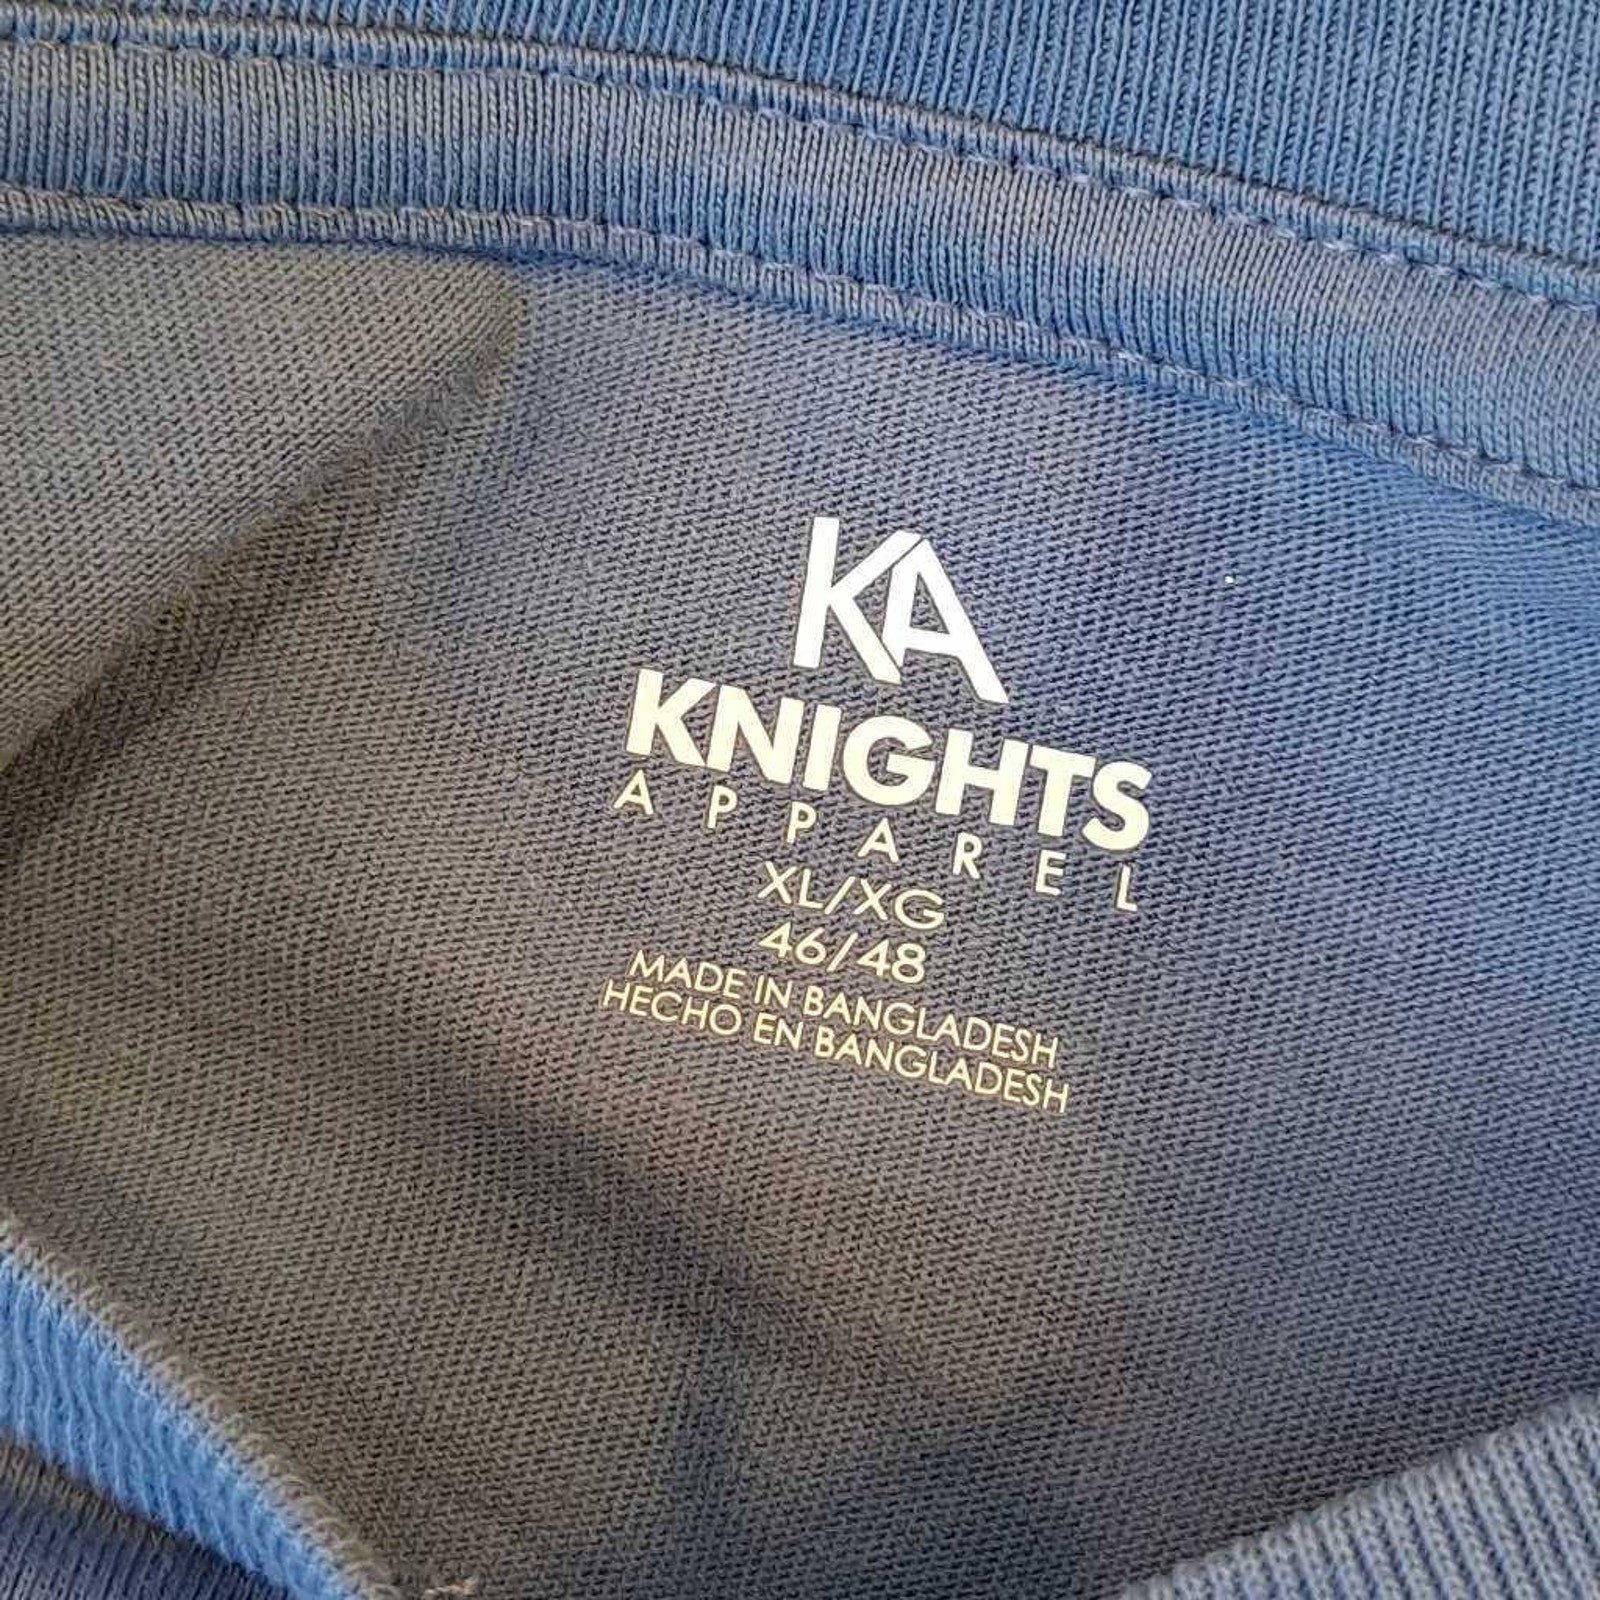 KA
KNIGHTS
APPAREL
XL/XG
46/48
MADE IN BANGLADESH
HECHO EN BANGLADESH